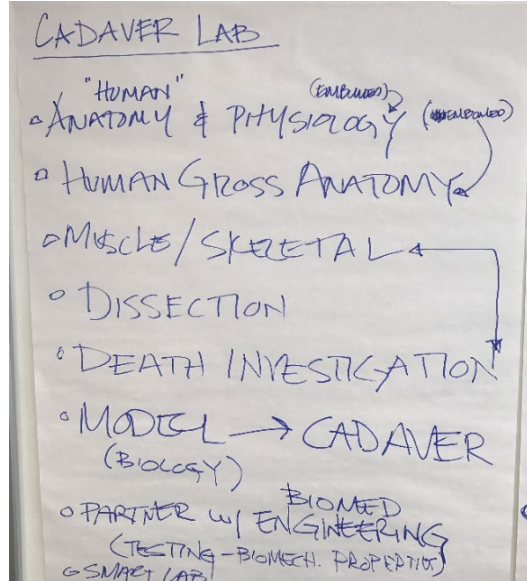 CADAVER LAB
"HUMAN" (EMBALMED)
ANATOMY & PHYSIOLOGY
HUMAN GROSS ANATOMY
MUSCLE/SKELETAL
DISSECTION
DEATH INVESTIGATION
MODEL → CADAVER
(BIOLOGY)
BIOMED
PARTNER W/ ENGINEERING
(TESTING - BIOMECH. PROPERTIES)
SMART LAB